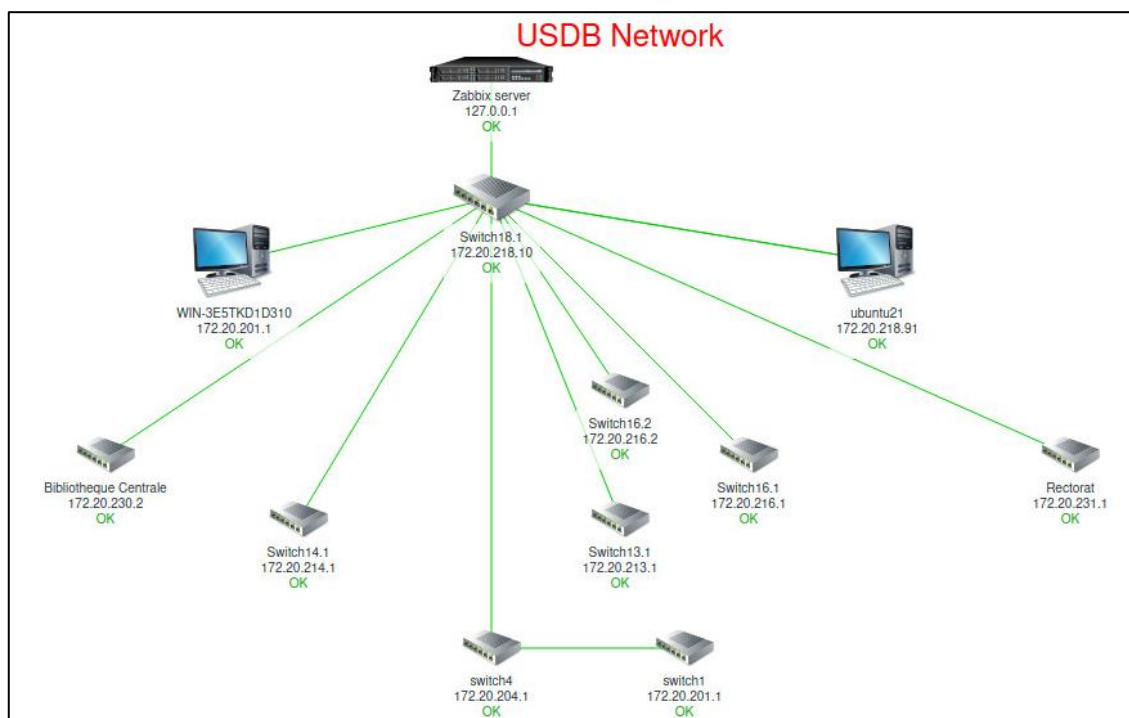 USDB Network
Zabbix server
127.0.0.1
OK
Switch18.1
172.20.218.10
OK
WIN-3E5TKD1D310
172.20.201.1
OK
ubuntu21
172.20.218.91
OK
Switch16.2
172.20.216.2
OK
Bibliotheque Centrale
172.20.230.2
OK
Switch16.1
172.20.216.1
OK
Rectorat
172.20.231.1
OK
Switch14.1
172.20.214.1
OK
Switch13.1
172.20.213.1
OK
switch4
172.20.204.1
OK
switch1
172.20.201.1
OK